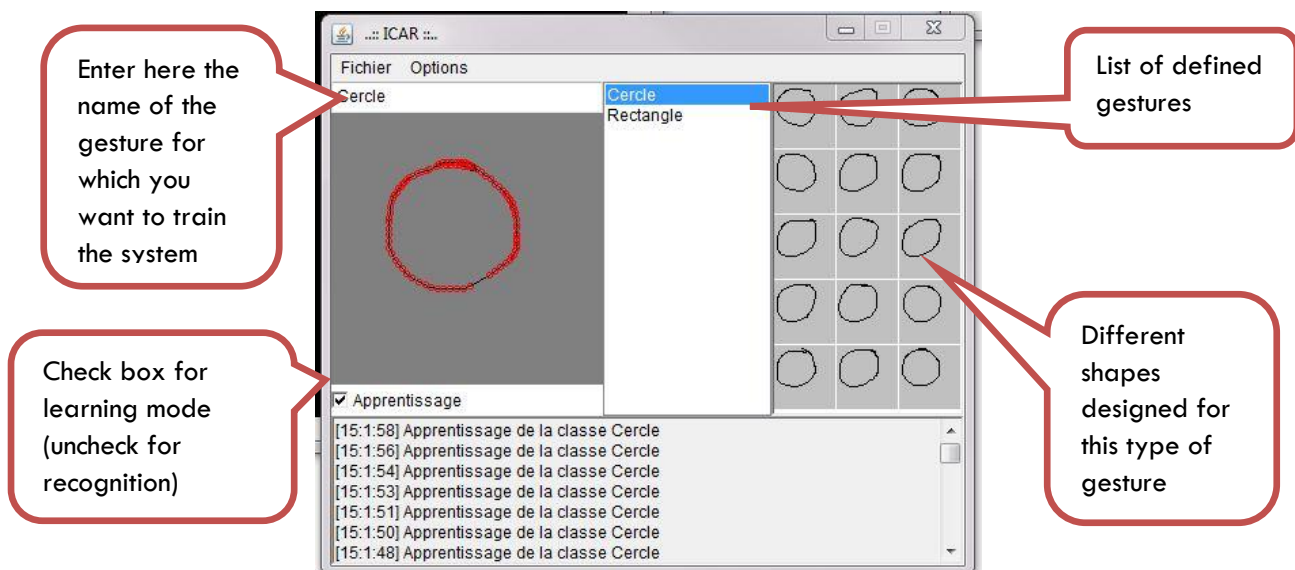 ..:: ICAR ::..
Fichier Options
Cercle
Cercle
Rectangle
Apprentissage
[15:1:58] Apprentissage de la classe Cercle
[15:1:56] Apprentissage de la classe Cercle
[15:1:54] Apprentissage de la classe Cercle
[15:1:53] Apprentissage de la classe Cercle
[15:1:51] Apprentissage de la classe Cercle
[15:1:50] Apprentissage de la classe Cercle
[15:1:48] Apprentissage de la classe Cercle
Enter here the
name of the
gesture for
which you
want to train
the system
Check box for
learning mode
(uncheck for
recognition)
List of defined
gestures
Different
shapes
designed for
this type of
gesture